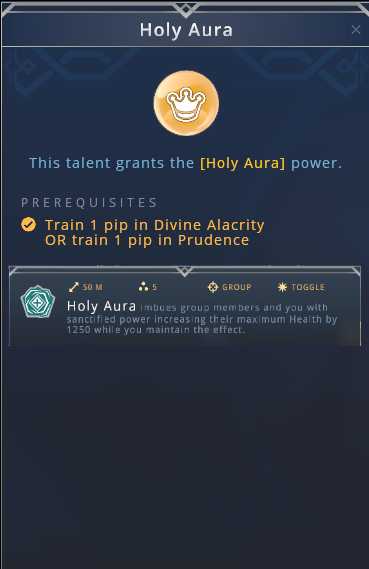 Holy Aura
This talent grants the [Holy Aura] power.
PREREQUISITES
Train 1 pip in Divine Alacrity
OR train 1 pip in Prudence
50 M 5 GROUP TOGGLE
Holy Aura imbues group members and you with
sanctified power increasing their maximum Health by
1250 while you maintain the effect.